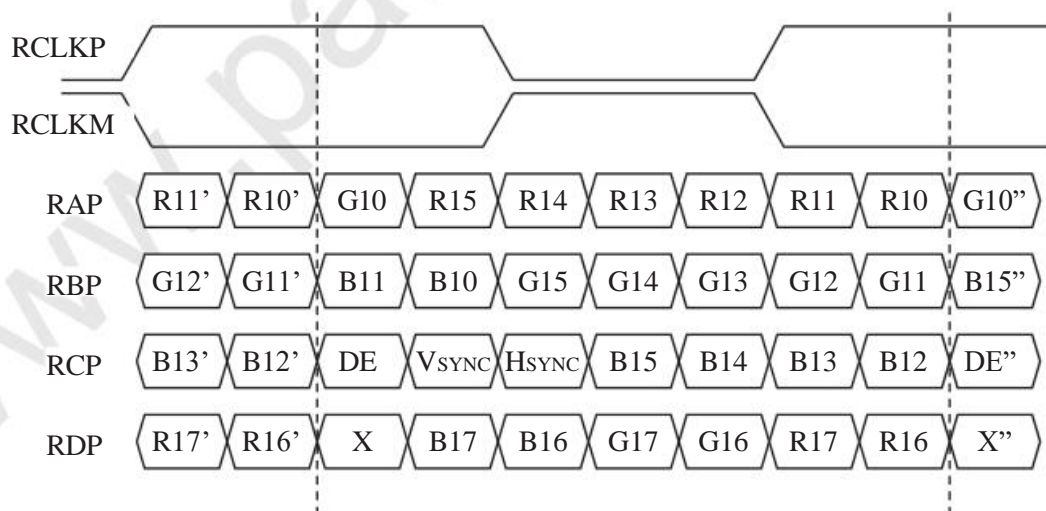 RCLKP
RCLKM
RAP R11’ R10’ G10 R15 R14 R13 R12 R11 R10 G10”
RBP G12’ G11’ B11 B10 G15 G14 G13 G12 G11 B15”
RCP B13’ B12’ DE VSYNC HSYNC B15 B14 B13 B12 DE”
RDP R17’ R16’ X B17 B16 G17 G16 R17 R16 X”